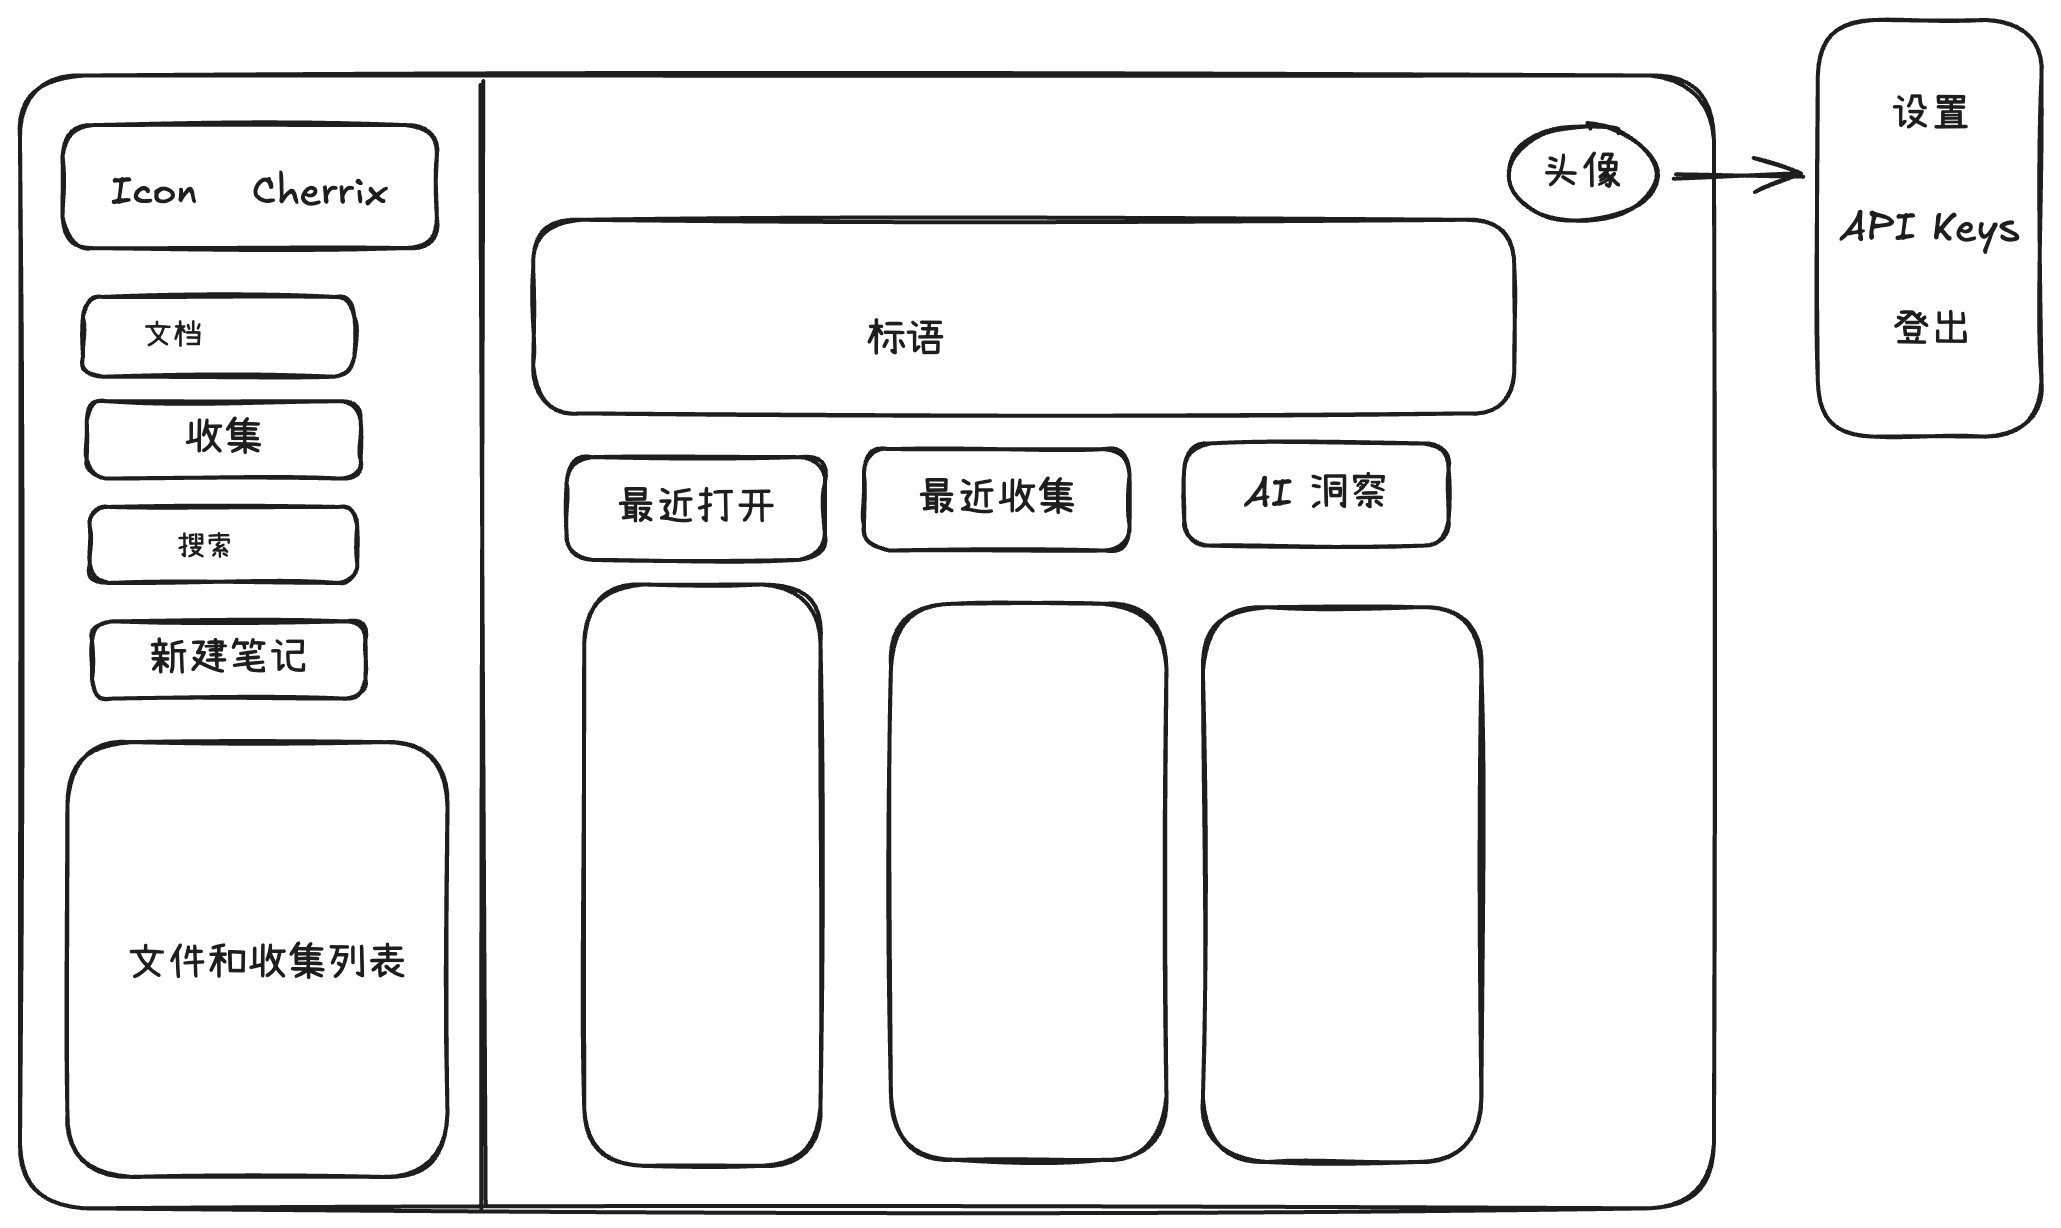 Icon Cherrix
文档
收集
搜索
新建笔记
文件和收集列表
头像
标语
最近打开
最近收集
AI 洞察
设置
API Keys
登出